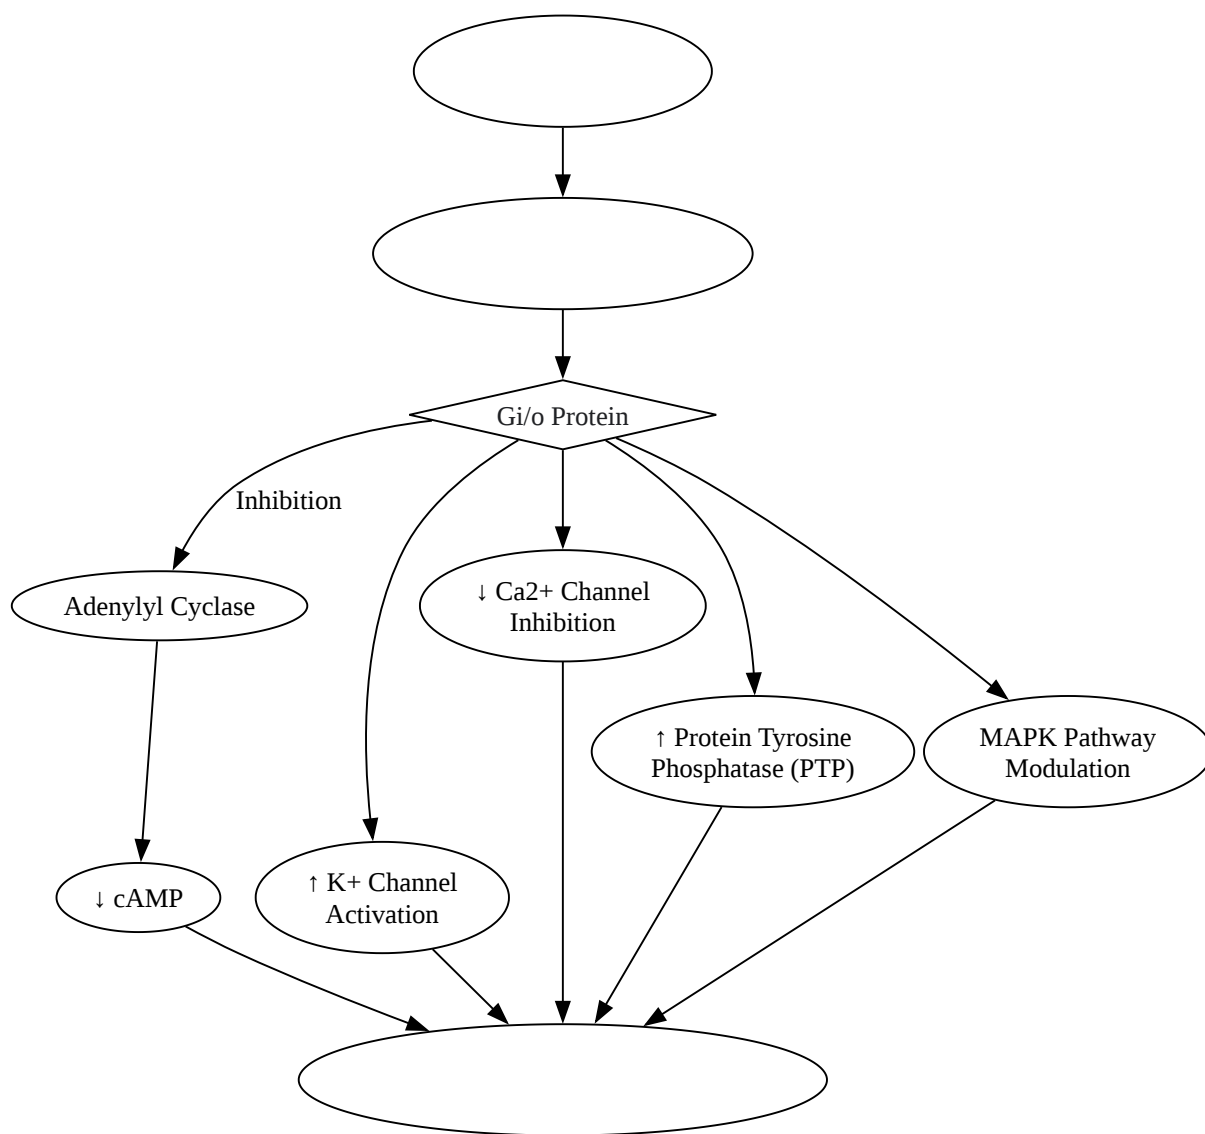 Gi/o Protein
Inhibition
Adenylyl Cyclase
↓ Ca2+ Channel
Inhibition
↑ Protein Tyrosine
Phosphatase (PTP)
MAPK Pathway
Modulation
↓ cAMP
↑ K+ Channel
Activation